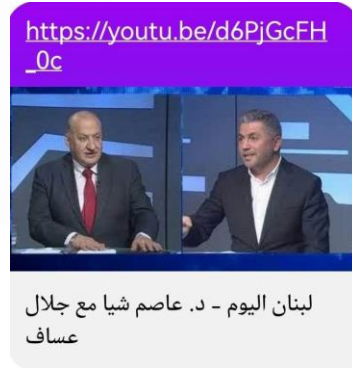 https://youtu.be/d6PjGcFH
_0c
لبنان اليوم - د. عاصم شيا مع جلال
عساف